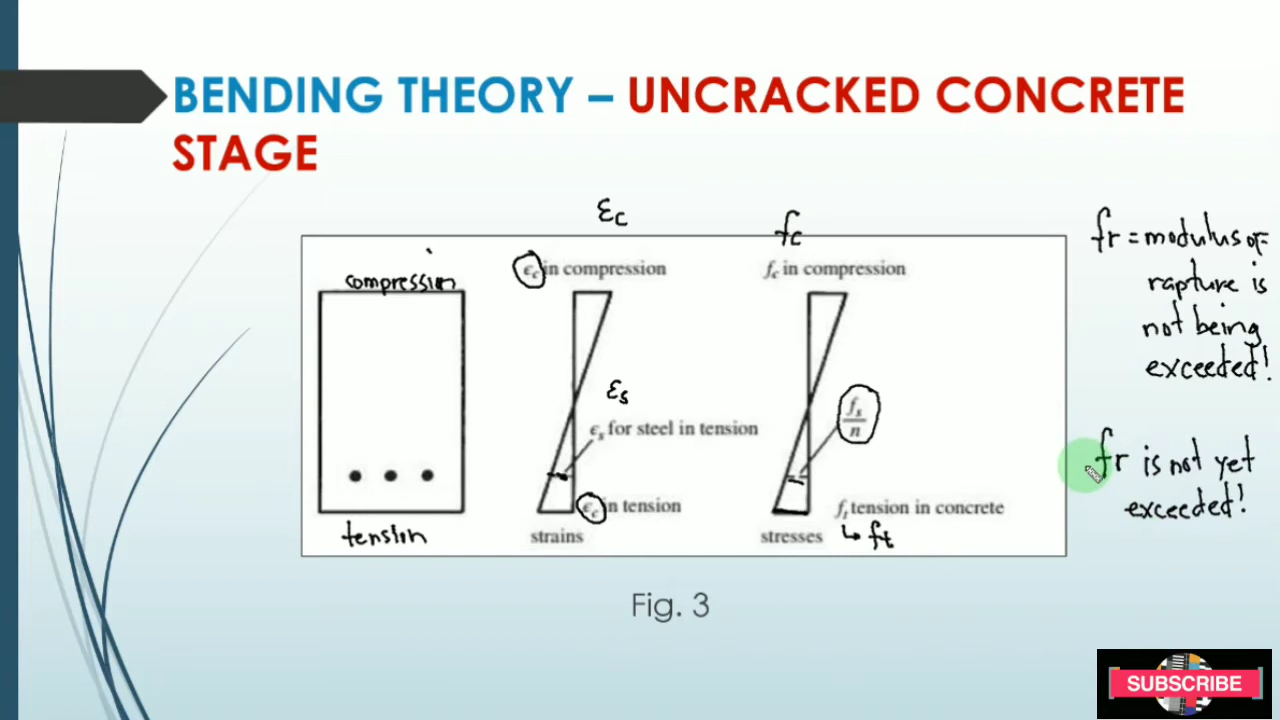 BENDING THEORY – UNCRACKED CONCRETE
STAGE
εc
fc
compression
ϵc in compression
fc in compression
εs
fs/n
ϵs for steel in tension
ϵc in tension
ft tension in concrete
tension
strains
stresses
↳ ft
Fig. 3
fr = modulus of
rapture is
not being
exceeded!
fr is not yet
exceeded!
SUBSCRIBE